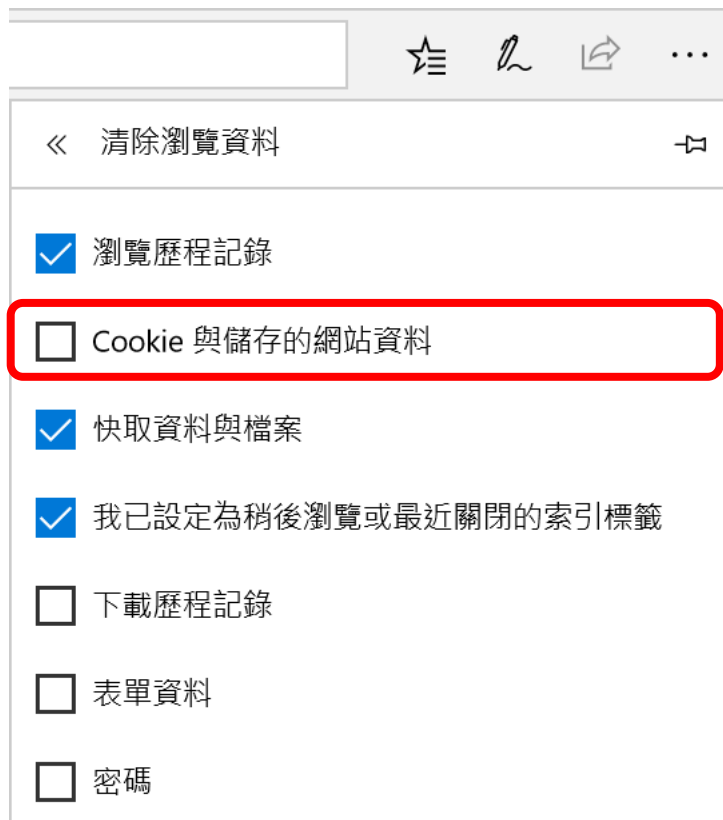 清除瀏覽資料
瀏覽歷程記錄
Cookie 與儲存的網站資料
快取資料與檔案
我已設定為稍後瀏覽或最近關閉的索引標籤
下載歷程記錄
表單資料
密碼